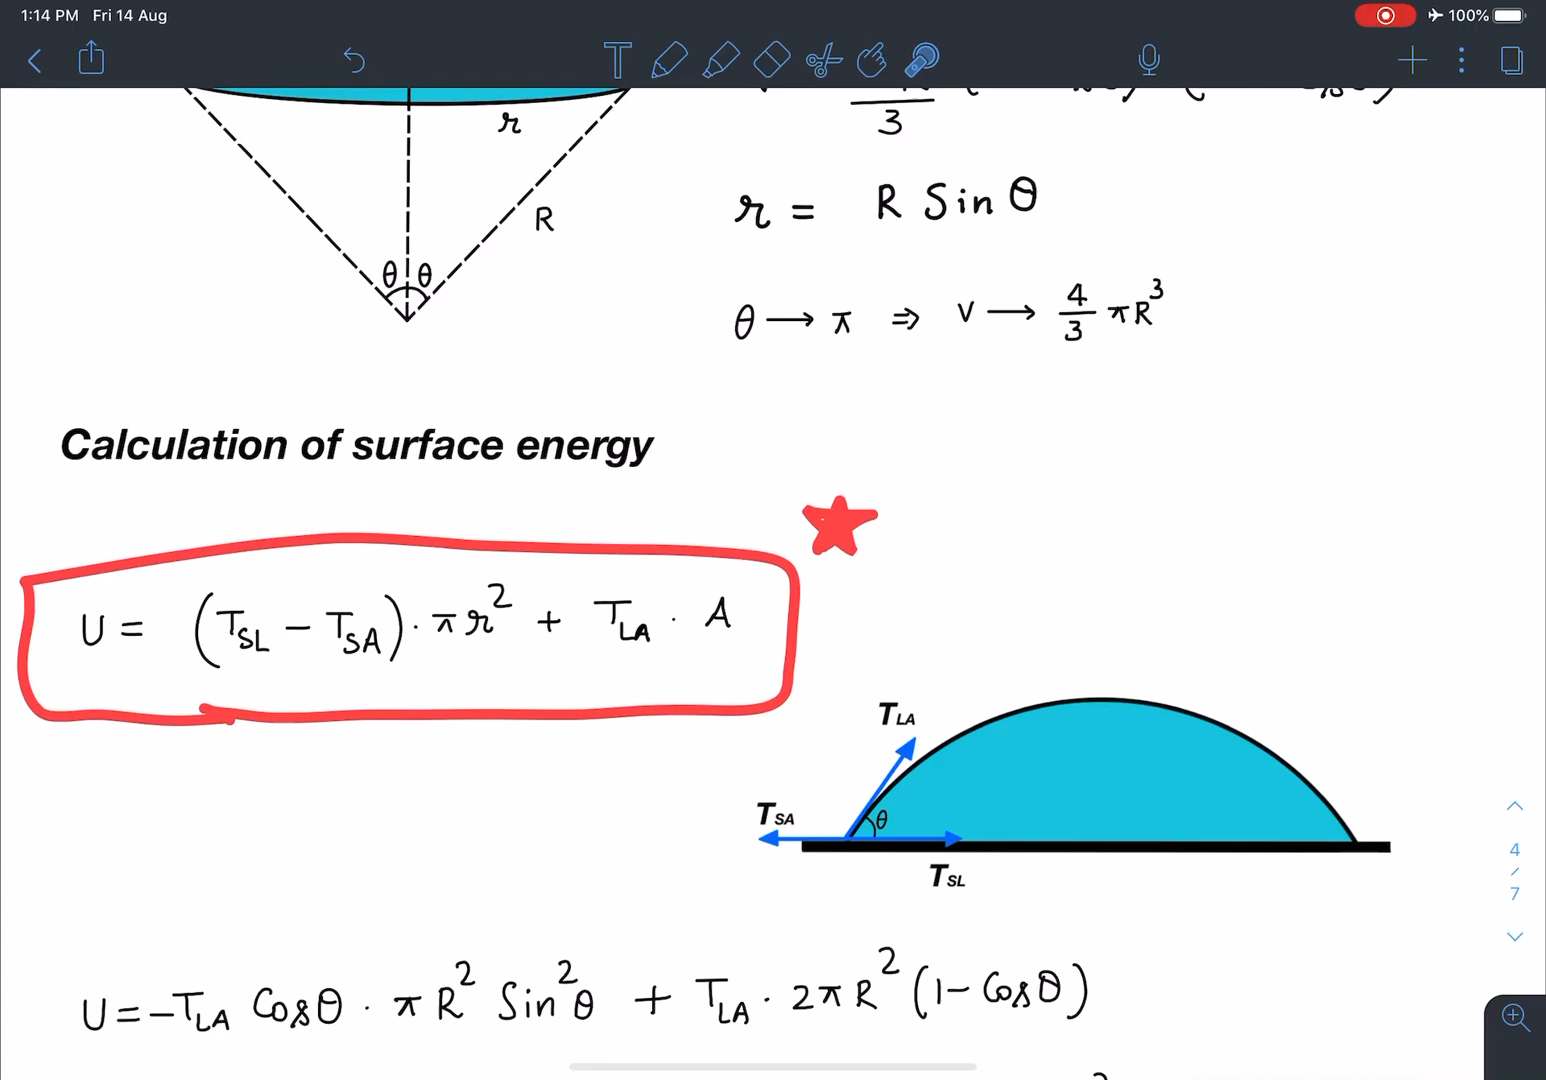 1:14 PM Fri 14 Aug
100%
3
r
r = R Sin θ
R
θ θ
θ → π ⇒ V → 4/3 πR³
Calculation of surface energy
U = (T_SL − T_SA) · πr² + T_LA · A
T_LA
T_SA
θ
T_SL
4
/
7
U = −T_LA Cosθ · πR² Sin²θ + T_LA · 2πR² (1 − Cosθ)